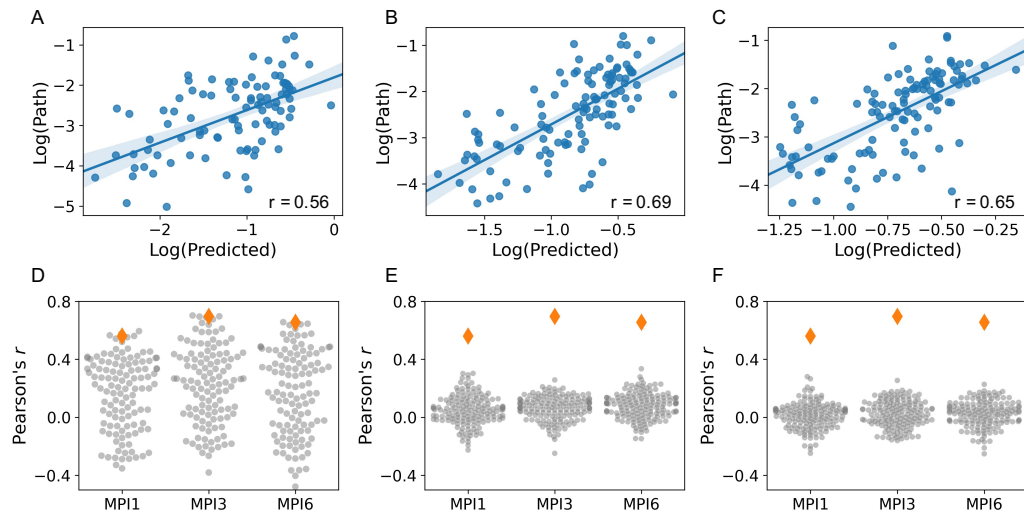 A
B
C
−1
−2
−3
−4
−5
Log(Path)
−2
−1
0
Log(Predicted)
r = 0.56
−1
−2
−3
−4
Log(Path)
−1.5
−1.0
−0.5
Log(Predicted)
r = 0.69
−1
−2
−3
−4
Log(Path)
−1.25
−1.00
−0.75
−0.50
−0.25
Log(Predicted)
r = 0.65
D
E
F
0.8
0.4
0.0
−0.4
Pearson's r
MPI1
MPI3
MPI6
0.8
0.4
0.0
−0.4
Pearson's r
MPI1
MPI3
MPI6
0.8
0.4
0.0
−0.4
Pearson's r
MPI1
MPI3
MPI6